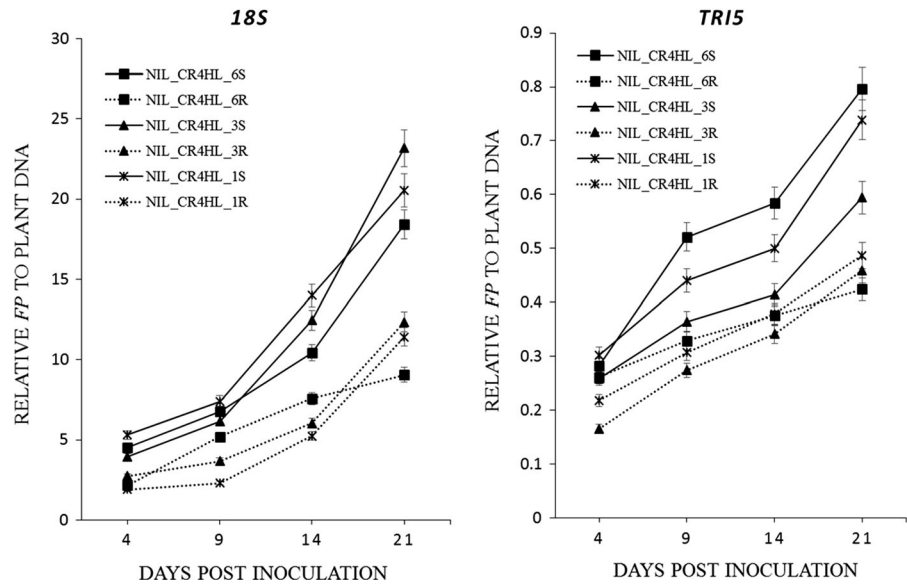 18S
30
25
20
15
10
5
0
RELATIVE FP TO PLANT DNA
NIL_CR4HL_6S
NIL_CR4HL_6R
NIL_CR4HL_3S
NIL_CR4HL_3R
NIL_CR4HL_1S
NIL_CR4HL_1R
4 9 14 21
DAYS POST INOCULATION
TRI5
0.9
0.8
0.7
0.6
0.5
0.4
0.3
0.2
0.1
0
RELATIVE FP TO PLANT DNA
NIL_CR4HL_6S
NIL_CR4HL_6R
NIL_CR4HL_3S
NIL_CR4HL_3R
NIL_CR4HL_1S
NIL_CR4HL_1R
4 9 14 21
DAYS POST INOCULATION